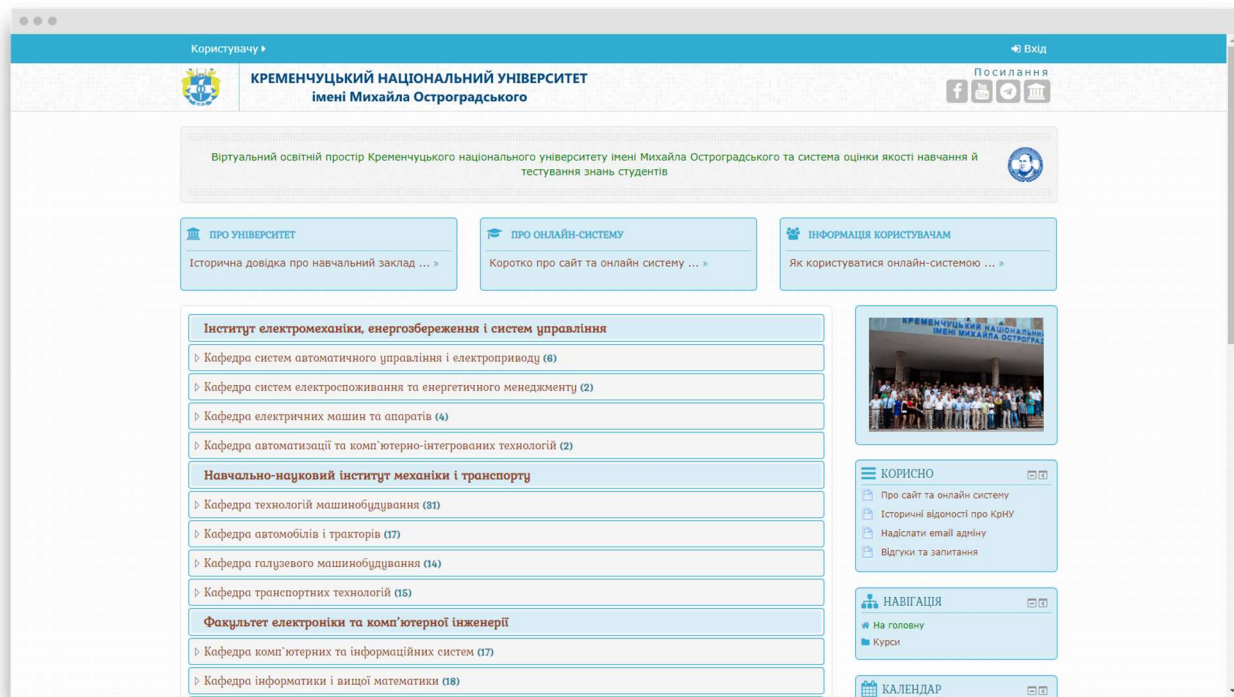 Користувачу
Вхід
КРЕМЕНЧУЦЬКИЙ НАЦІОНАЛЬНИЙ УНІВЕРСИТЕТ
імені Михайла Остроградського
Посилання
Віртуальний освітній простір Кременчуцького національного університету імені Михайла Остроградського та система оцінки якості навчання й
тестування знань студентів
ПРО УНІВЕРСИТЕТ
Історична довідка про навчальний заклад ... »
ПРО ОНЛАЙН-СИСТЕМУ
Коротко про сайт та онлайн систему ... »
ІНФОРМАЦІЯ КОРИСТУВАЧАМ
Як користуватися онлайн-системою ... »
Інститут електромеханіки, енергозбереження і систем управління
Кафедра систем автоматичного управління і електроприводу (6)
Кафедра систем електроспоживання та енергетичного менеджменту (2)
Кафедра електричних машин та апаратів (4)
Кафедра автоматизації та комп`ютерно-інтегрованих технологій (2)
Навчально-науковий інститут механіки і транспорту
Кафедра технологій машинобудування (31)
Кафедра автомобілів і тракторів (17)
Кафедра галузевого машинобудування (14)
Кафедра транспортних технологій (15)
Факультет електроніки та комп’ютерної інженерії
Кафедра комп`ютерних та інформаційних систем (17)
Кафедра інформатики і вищої математики (18)
КРЕМЕНЧУЦЬКИЙ НАЦІОНАЛЬНИЙ
ІМЕНІ МИХАЙЛА ОСТРОГРАД
КОРИСНО
Про сайт та онлайн систему
Історичні відомості про КрНУ
Надіслати email адміну
Відгуки та запитання
НАВІГАЦІЯ
На головну
Курси
КАЛЕНДАР